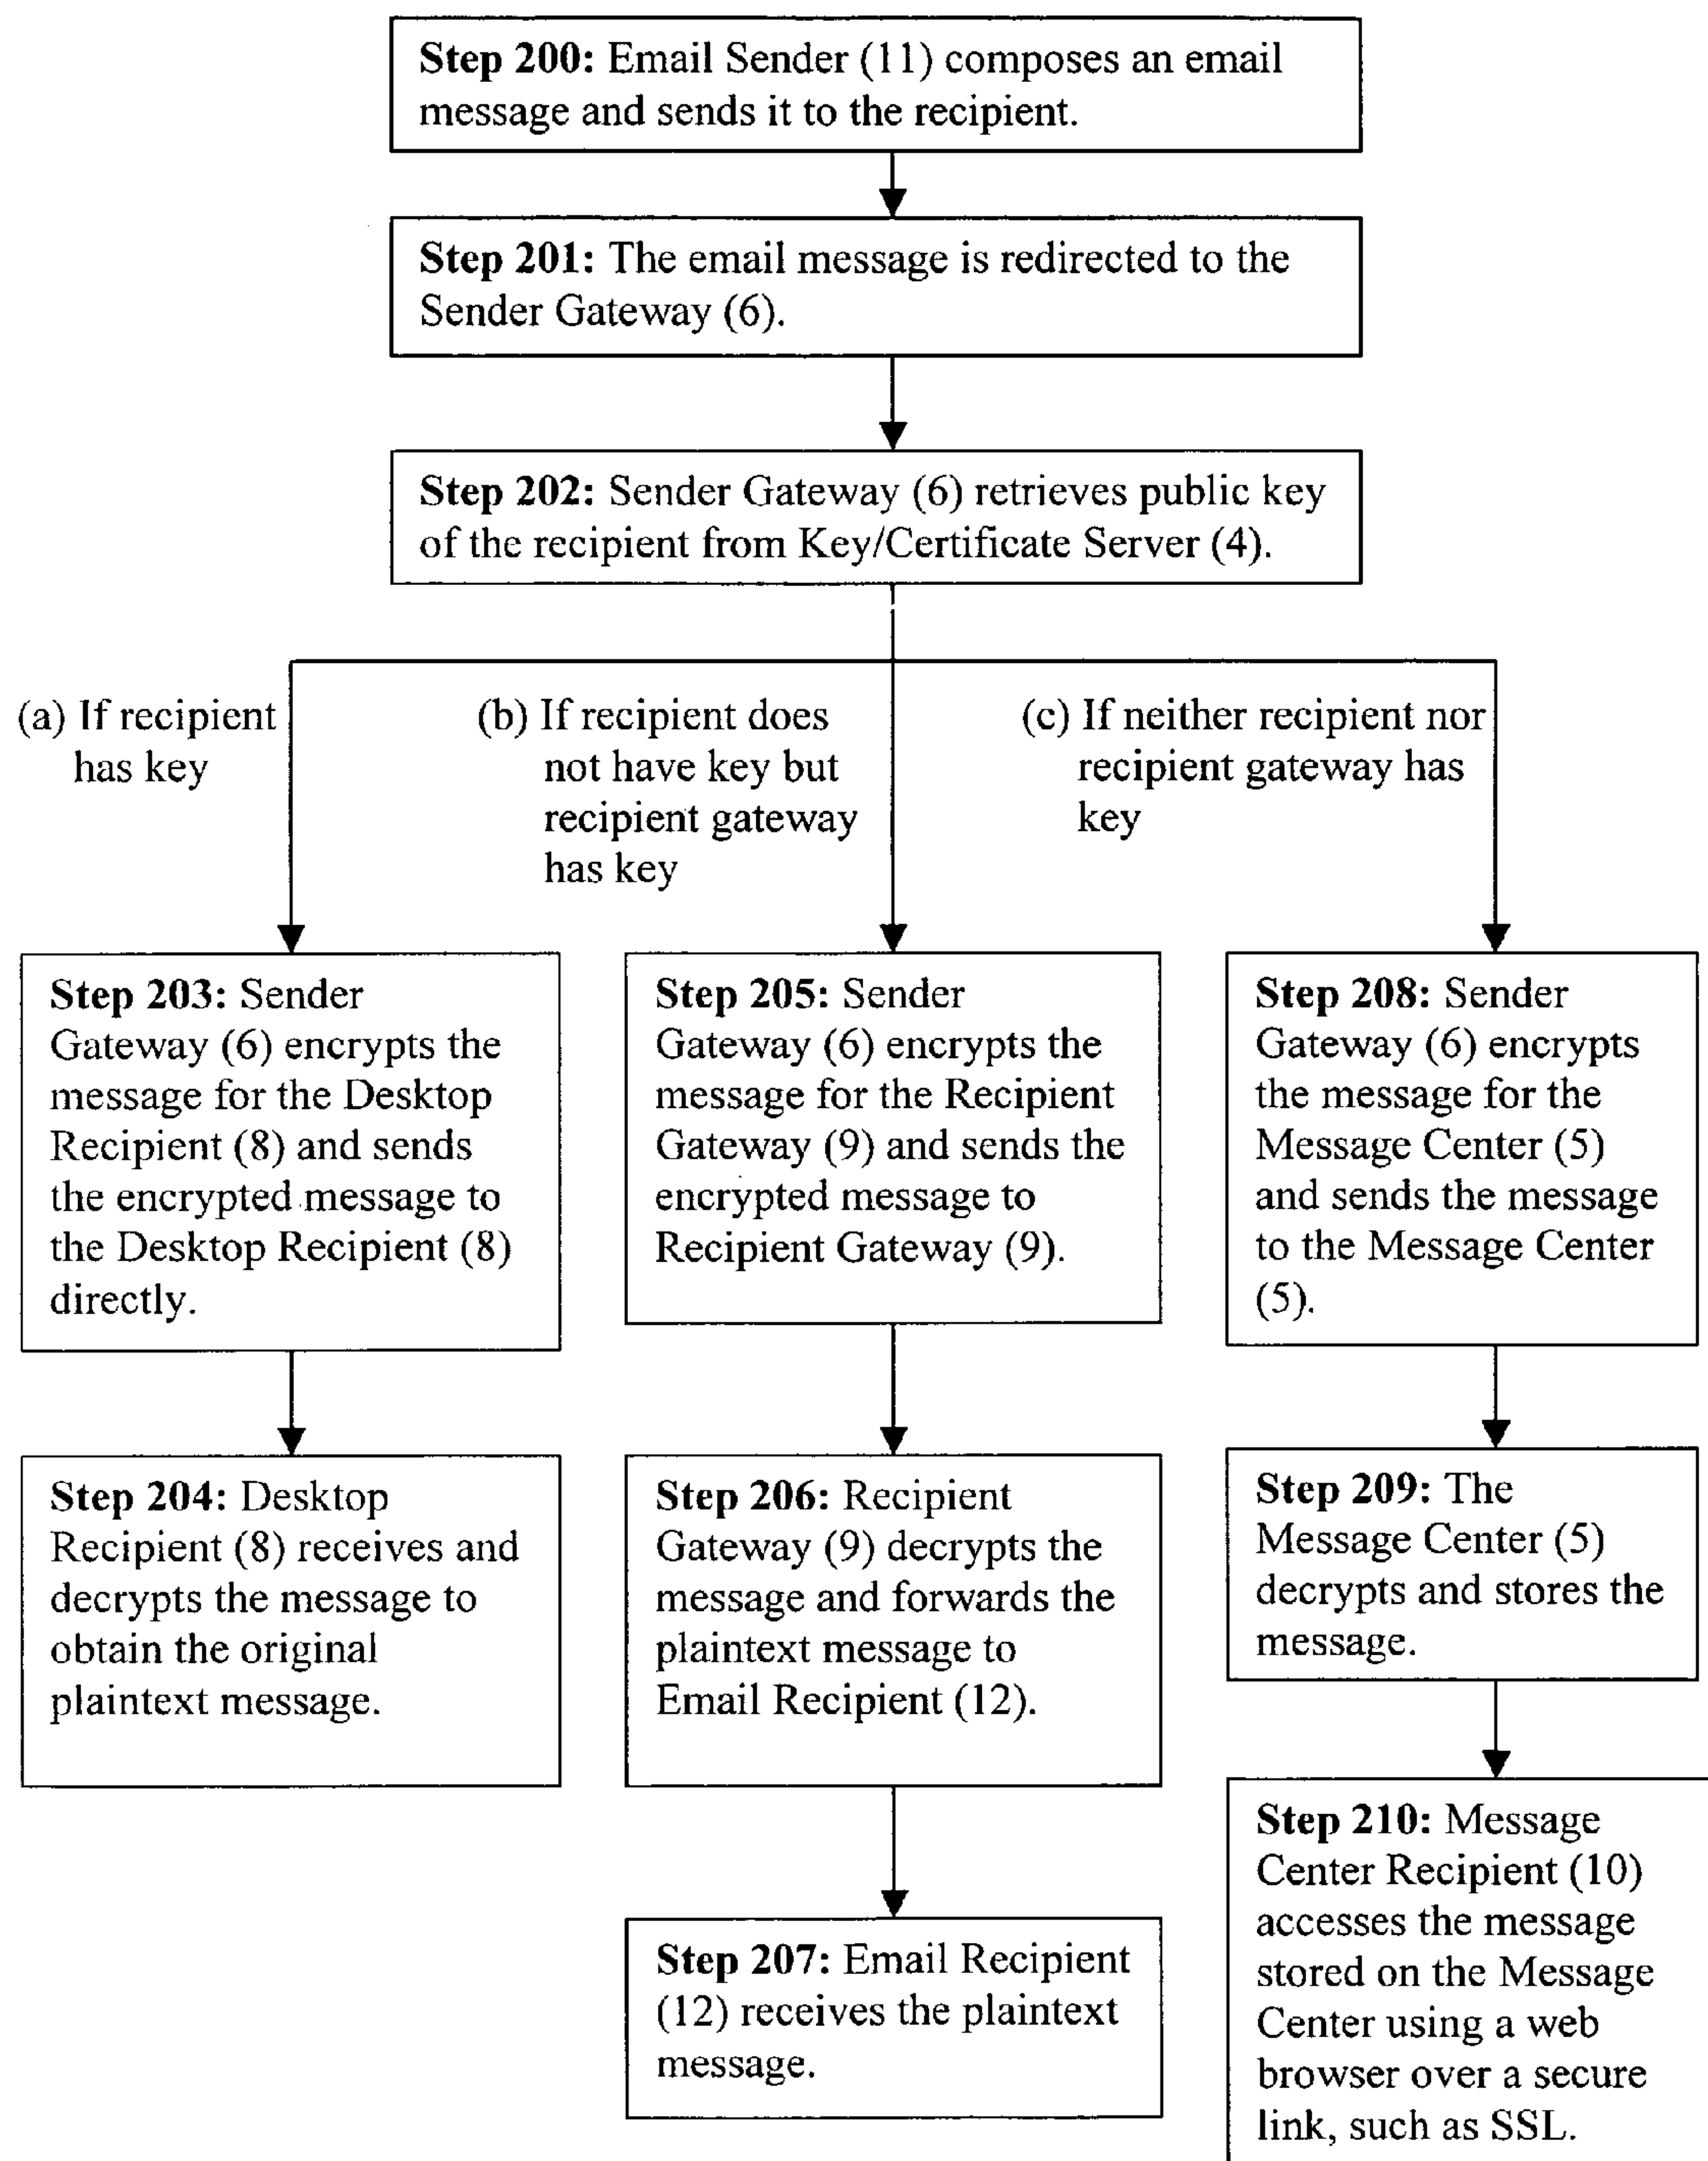 Step 200: Email Sender (11) composes an email
message and sends it to the recipient.
Step 201: The email message is redirected to the
Sender Gateway (6).
Step 202: Sender Gateway (6) retrieves public key
of the recipient from Key/Certificate Server (4).
(a) If recipient
has key
(b) If recipient does
not have key but
recipient gateway
has key
(c) If neither recipient nor
recipient gateway has
key
Step 203: Sender
Gateway (6) encrypts the
message for the Desktop
Recipient (8) and sends
the encrypted message to
the Desktop Recipient (8)
directly.
Step 205: Sender
Gateway (6) encrypts the
message for the Recipient
Gateway (9) and sends the
encrypted message to
Recipient Gateway (9).
Step 208: Sender
Gateway (6) encrypts
the message for the
Message Center (5)
and sends the message
to the Message Center
(5).
Step 204: Desktop
Recipient (8) receives and
decrypts the message to
obtain the original
plaintext message.
Step 206: Recipient
Gateway (9) decrypts the
message and forwards the
plaintext message to
Email Recipient (12).
Step 209: The
Message Center (5)
decrypts and stores the
message.
Step 207: Email Recipient
(12) receives the plaintext
message.
Step 210: Message
Center Recipient (10)
accesses the message
stored on the Message
Center using a web
browser over a secure
link, such as SSL.